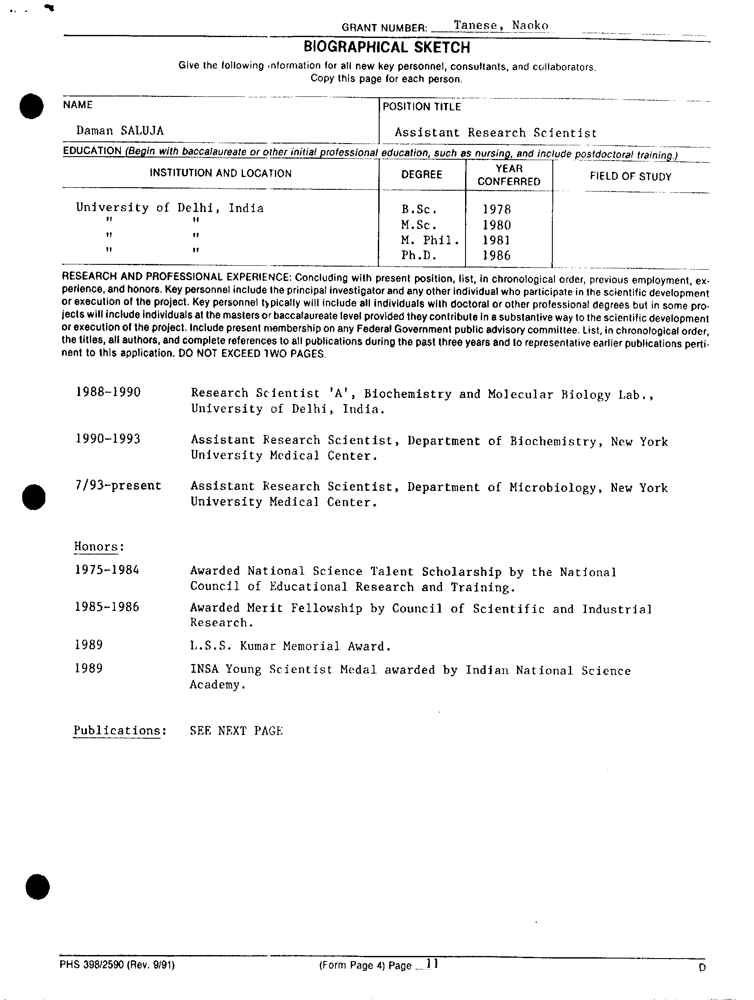 GRANT NUMBER: Tanese, Naoko
BIOGRAPHICAL SKETCH
Give the following information for all new key personnel, consultants, and collaborators.
Copy this page for each person.
NAME
POSITION TITLE
Daman SALUJA
Assistant Research Scientist
EDUCATION (Begin with baccalaureate or other initial professional education, such as nursing, and include postdoctoral training.)
INSTITUTION AND LOCATION DEGREE YEAR CONFERRED FIELD OF STUDY
University of Delhi, India B.Sc. 1978
" " M.Sc. 1980
" " M. Phil. 1981
" " Ph.D. 1986
RESEARCH AND PROFESSIONAL EXPERIENCE: Concluding with present position, list, in chronological order, previous employment, ex-
perience, and honors. Key personnel include the principal investigator and any other individual who participate in the scientific development
or execution of the project. Key personnel typically will include all individuals with doctoral or other professional degrees but in some pro-
jects will include individuals at the masters or baccalaureate level provided they contribute in a substantive way to the scientific development
or execution of the project. Include present membership on any Federal Government public advisory committee. List, in chronological order,
the titles, all authors, and complete references to all publications during the past three years and to representative earlier publications perti-
nent to this application. DO NOT EXCEED TWO PAGES.
1988-1990 Research Scientist 'A', Biochemistry and Molecular Biology Lab.,
University of Delhi, India.
1990-1993 Assistant Research Scientist, Department of Biochemistry, New York
University Medical Center.
7/93-present Assistant Research Scientist, Department of Microbiology, New York
University Medical Center.
Honors:
1975-1984 Awarded National Science Talent Scholarship by the National
Council of Educational Research and Training.
1985-1986 Awarded Merit Fellowship by Council of Scientific and Industrial
Research.
1989 L.S.S. Kumar Memorial Award.
1989 INSA Young Scientist Medal awarded by Indian National Science
Academy.
Publications: SEE NEXT PAGE
PHS 398/2590 (Rev. 9/91) (Form Page 4) Page 11 D